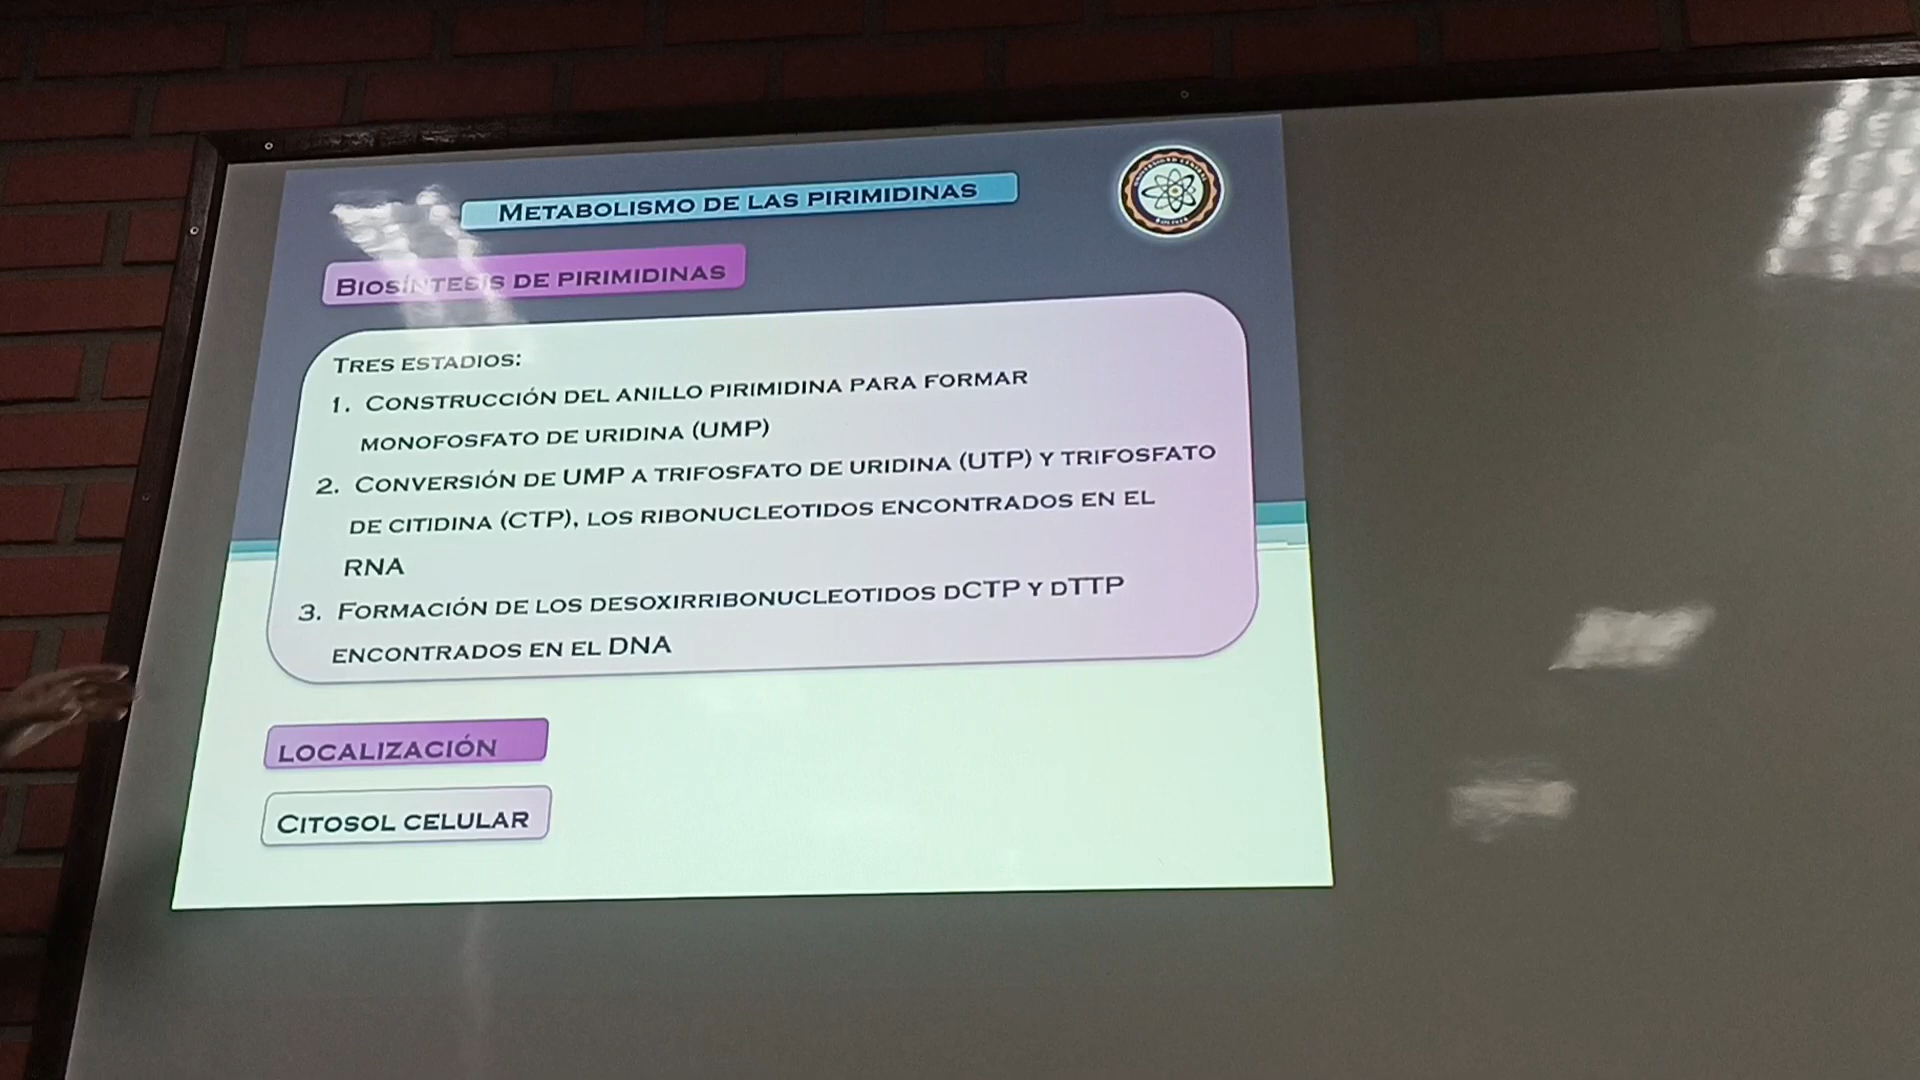 METABOLISMO DE LAS PIRIMIDINAS
BIOSÍNTESIS DE PIRIMIDINAS
TRES ESTADIOS:
1. CONSTRUCCIÓN DEL ANILLO PIRIMIDINA PARA FORMAR
MONOFOSFATO DE URIDINA (UMP)
2. CONVERSIÓN DE UMP A TRIFOSFATO DE URIDINA (UTP) Y TRIFOSFATO
DE CITIDINA (CTP), LOS RIBONUCLEOTIDOS ENCONTRADOS EN EL
RNA
3. FORMACIÓN DE LOS DESOXIRRIBONUCLEOTIDOS DCTP Y DTTP
ENCONTRADOS EN EL DNA
LOCALIZACIÓN
CITOSOL CELULAR